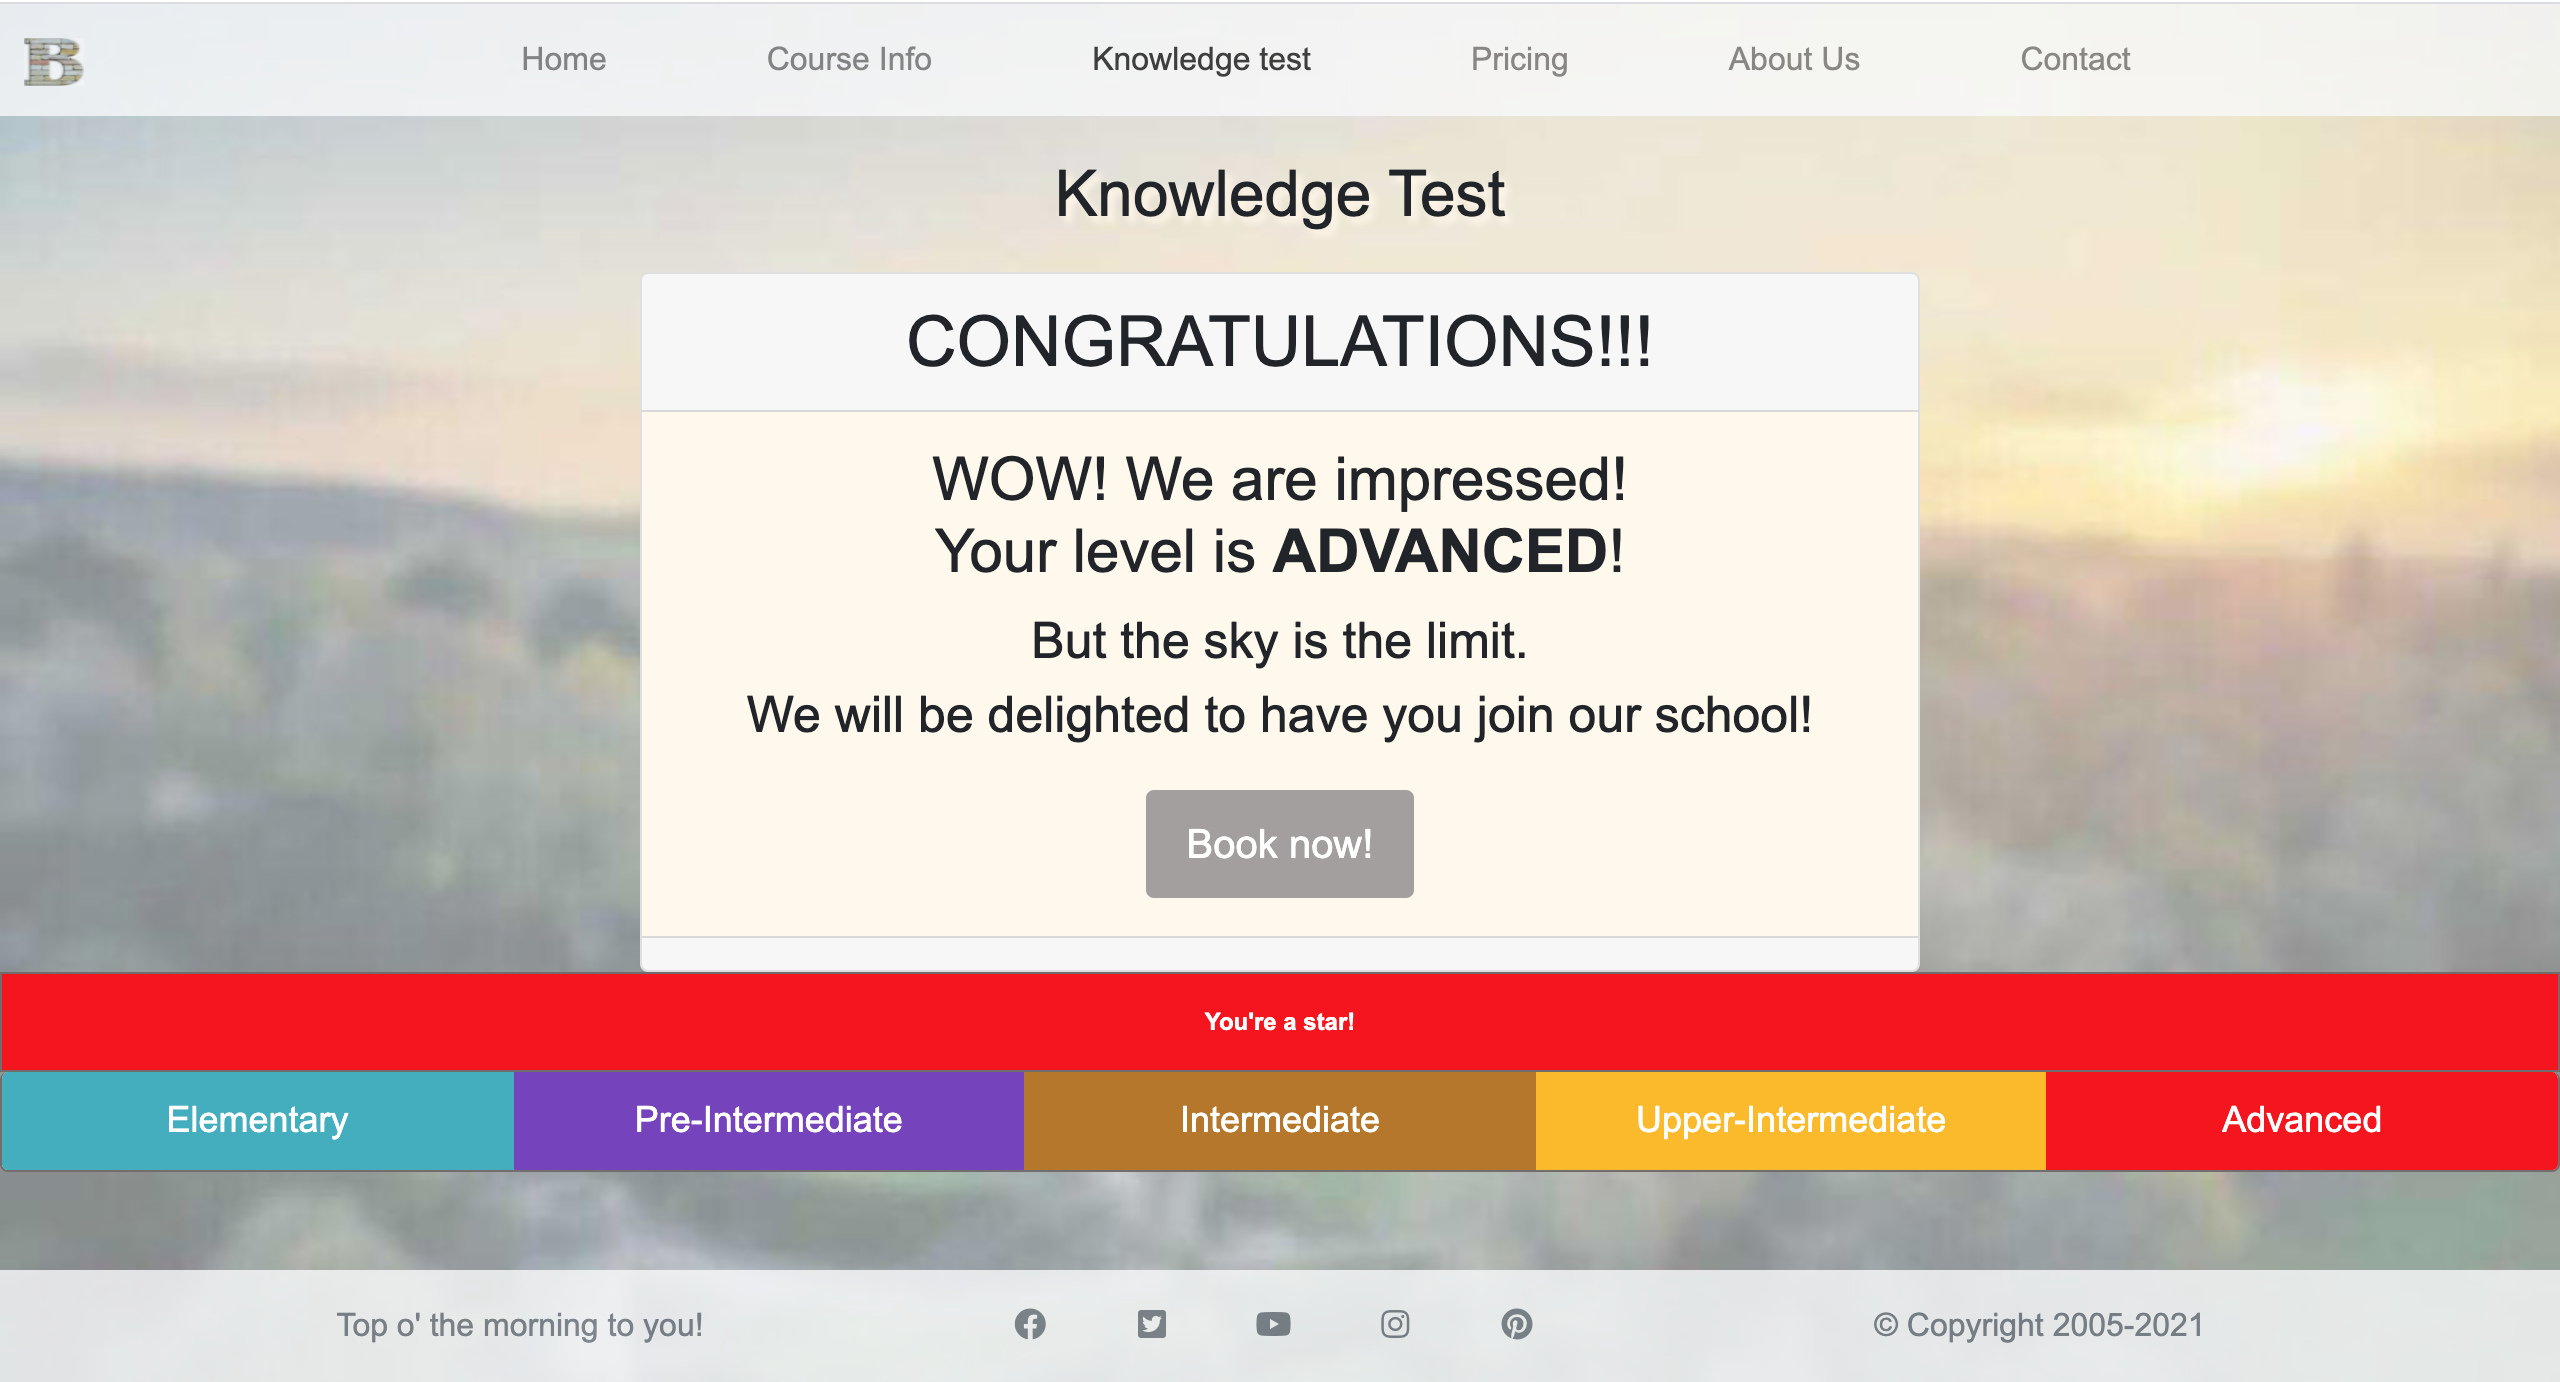 B
Home Course Info Knowledge test Pricing About Us Contact
Knowledge Test
CONGRATULATIONS!!!
WOW! We are impressed!
Your level is ADVANCED!
But the sky is the limit.
We will be delighted to have you join our school!
Book now!
You're a star!
Elementary Pre-Intermediate Intermediate Upper-Intermediate Advanced
Top o' the morning to you! © Copyright 2005-2021